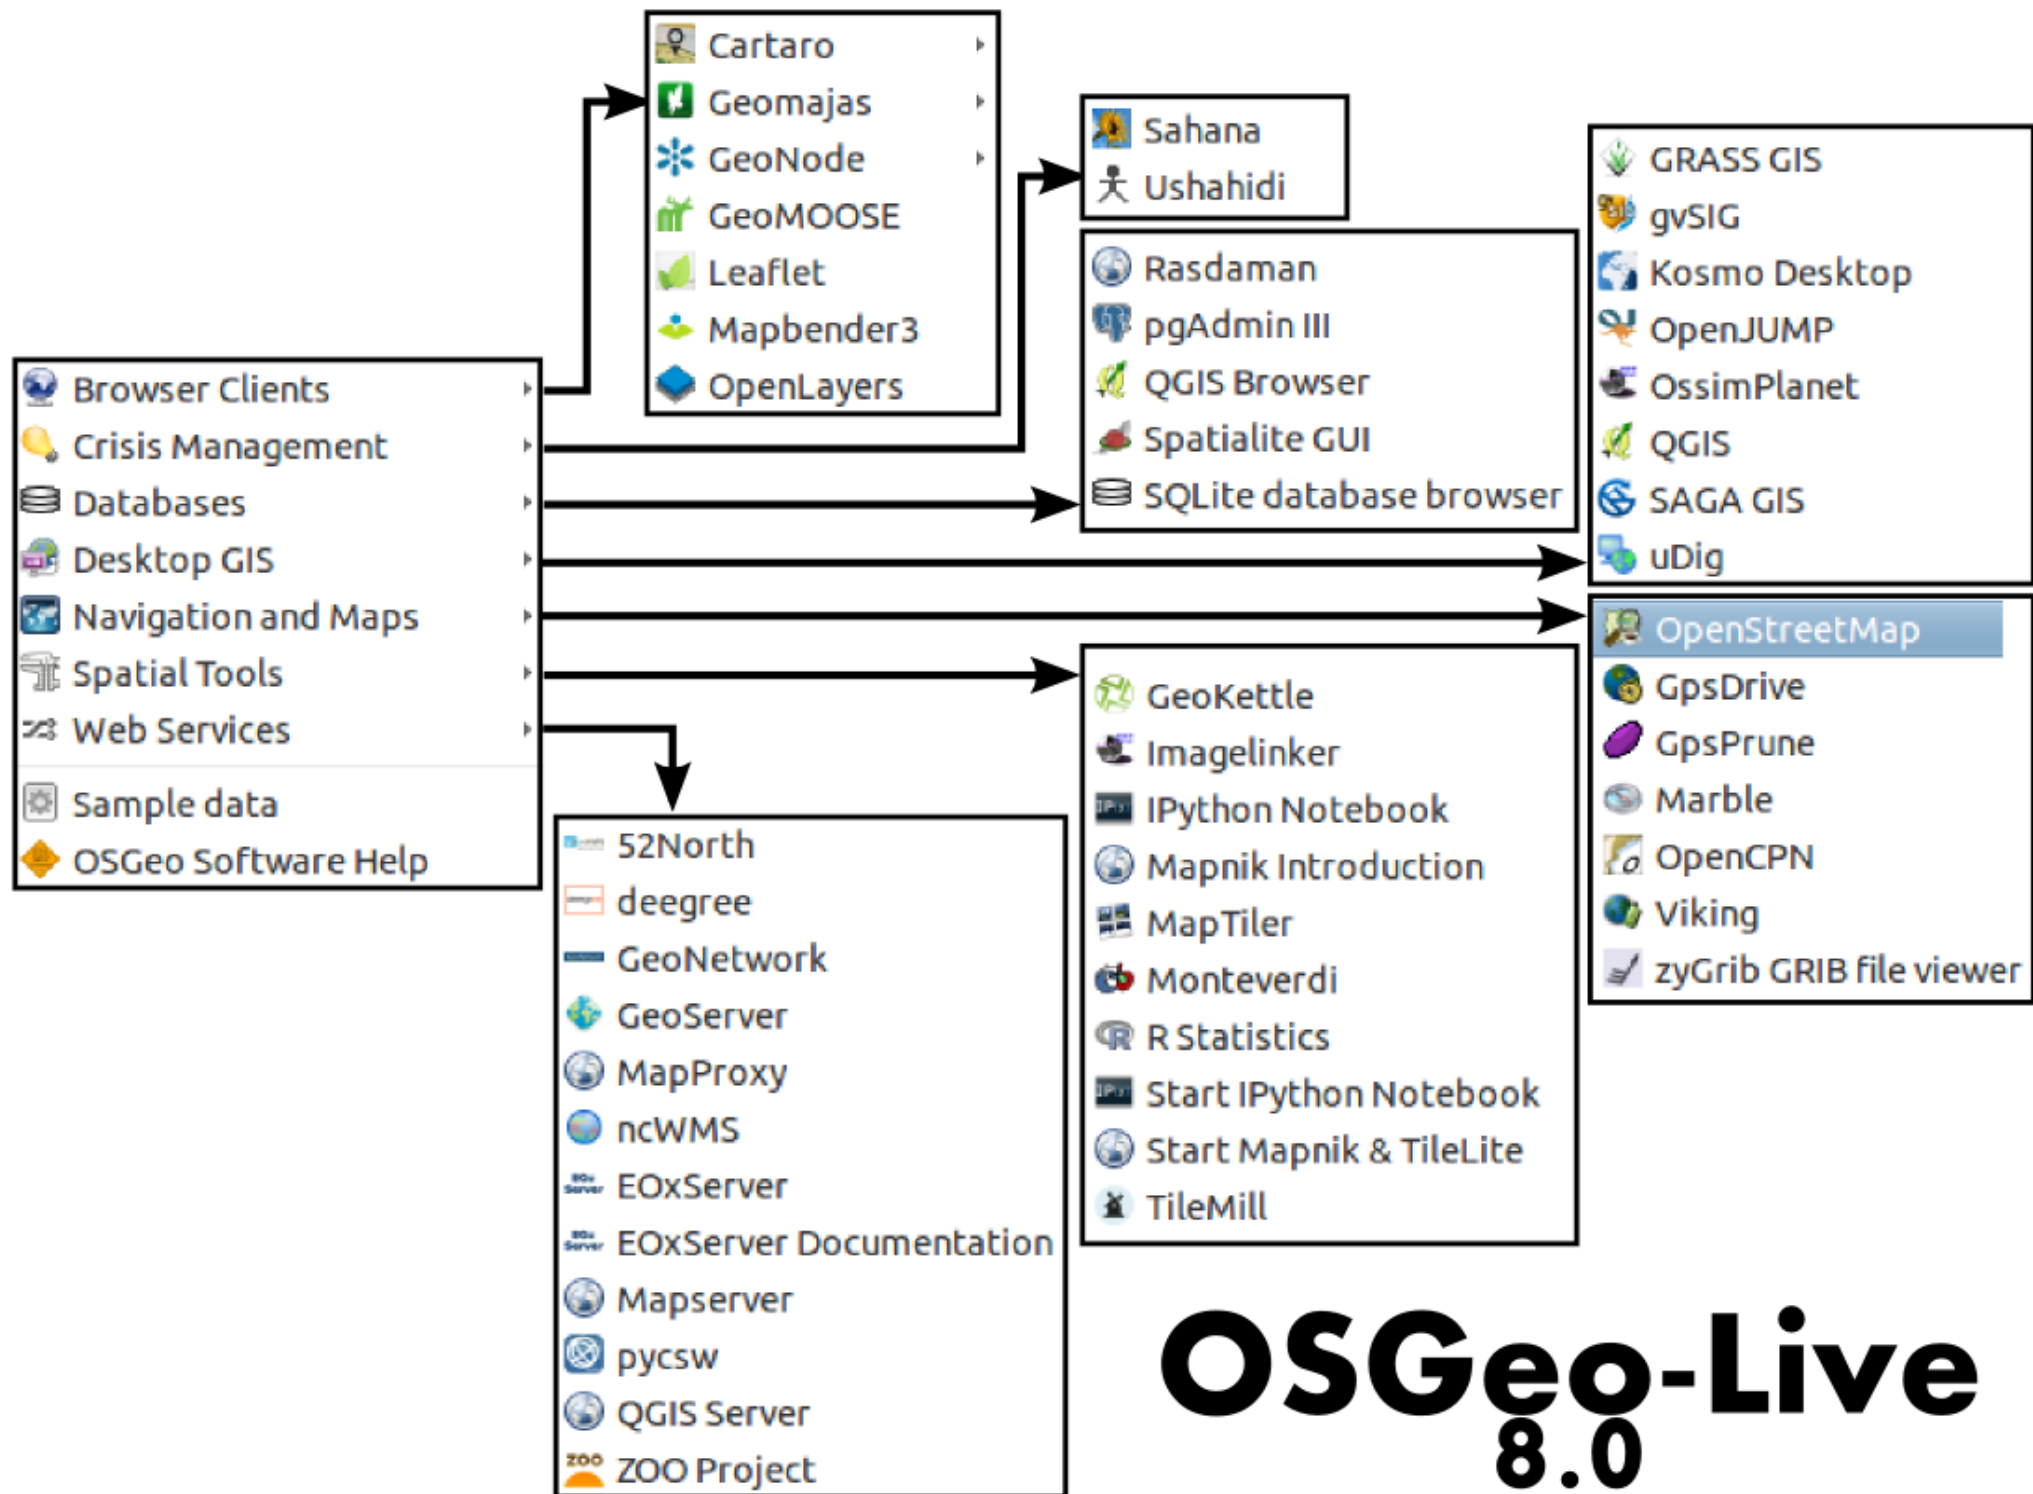 Cartaro
Geomajas
GeoNode
GeoMOOSE
Leaflet
Mapbender3
OpenLayers
Sahana
Ushahidi
Rasdaman
pgAdmin III
QGIS Browser
Spatialite GUI
SQLite database browser
GRASS GIS
gvSIG
Kosmo Desktop
OpenJUMP
OssimPlanet
QGIS
SAGA GIS
uDig
Browser Clients
Crisis Management
Databases
Desktop GIS
Navigation and Maps
Spatial Tools
Web Services
Sample data
OSGeo Software Help
OpenStreetMap
GpsDrive
GpsPrune
Marble
OpenCPN
Viking
zyGrib GRIB file viewer
GeoKettle
Imagelinker
IPython Notebook
Mapnik Introduction
MapTiler
Monteverdi
R Statistics
Start IPython Notebook
Start Mapnik & TileLite
TileMill
52North
deegree
GeoNetwork
GeoServer
MapProxy
ncWMS
EOxServer
EOxServer Documentation
Mapserver
pycsw
QGIS Server
ZOO Project
OSGeo-Live
8.0